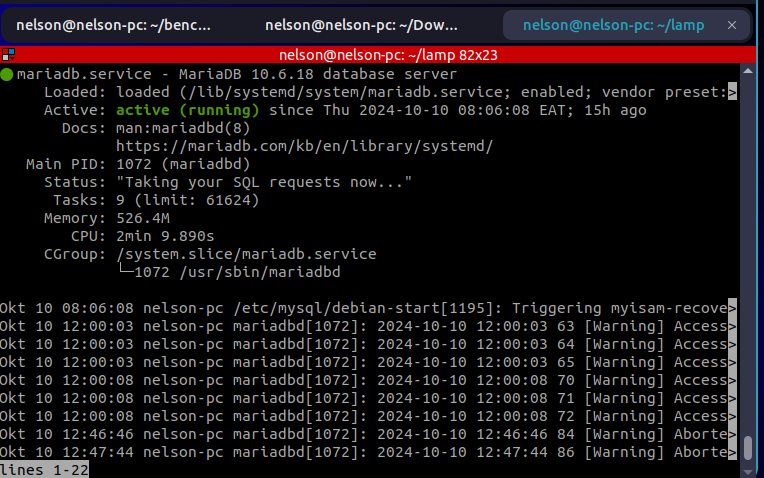 nelson@nelson-pc: ~/benc... nelson@nelson-pc: ~/Dow... nelson@nelson-pc: ~/lamp ×
nelson@nelson-pc: ~/lamp 82x23
● mariadb.service - MariaDB 10.6.18 database server
     Loaded: loaded (/lib/systemd/system/mariadb.service; enabled; vendor preset:>
     Active: active (running) since Thu 2024-10-10 08:06:08 EAT; 15h ago
       Docs: man:mariadbd(8)
             https://mariadb.com/kb/en/library/systemd/
   Main PID: 1072 (mariadbd)
     Status: "Taking your SQL requests now..."
      Tasks: 9 (limit: 61624)
     Memory: 526.4M
        CPU: 2min 9.890s
     CGroup: /system.slice/mariadb.service
             └─1072 /usr/sbin/mariadbd
Okt 10 08:06:08 nelson-pc /etc/mysql/debian-start[1195]: Triggering myisam-recove>
Okt 10 12:00:03 nelson-pc mariadbd[1072]: 2024-10-10 12:00:03 63 [Warning] Access>
Okt 10 12:00:03 nelson-pc mariadbd[1072]: 2024-10-10 12:00:03 64 [Warning] Access>
Okt 10 12:00:03 nelson-pc mariadbd[1072]: 2024-10-10 12:00:03 65 [Warning] Access>
Okt 10 12:00:08 nelson-pc mariadbd[1072]: 2024-10-10 12:00:08 70 [Warning] Access>
Okt 10 12:00:08 nelson-pc mariadbd[1072]: 2024-10-10 12:00:08 71 [Warning] Access>
Okt 10 12:00:08 nelson-pc mariadbd[1072]: 2024-10-10 12:00:08 72 [Warning] Access>
Okt 10 12:46:46 nelson-pc mariadbd[1072]: 2024-10-10 12:46:46 84 [Warning] Aborte>
Okt 10 12:47:44 nelson-pc mariadbd[1072]: 2024-10-10 12:47:44 86 [Warning] Aborte>
lines 1-22